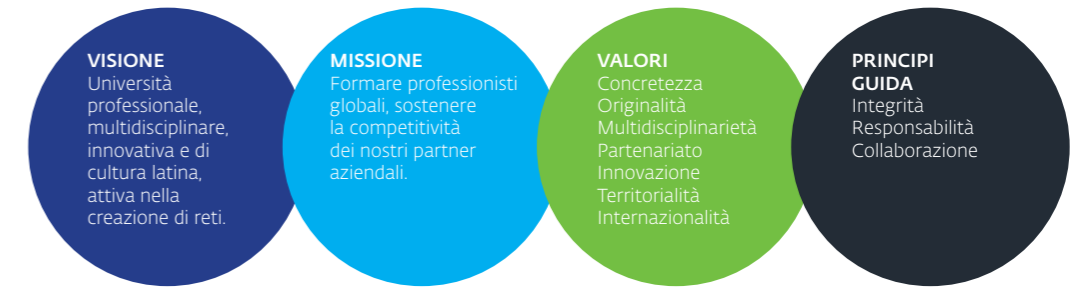 VISIONE
Università
professionale,
multidisciplinare,
innovativa e di
cultura latina,
attiva nella
creazione di reti.
MISSIONE
Formare professionisti
globali, sostenere
la competitività
dei nostri partner
aziendali.
VALORI
Concretezza
Originalità
Multidisciplinarietà
Partenariato
Innovazione
Territorialità
Internazionalità
PRINCIPI
GUIDA
Integrità
Responsabilità
Collaborazione